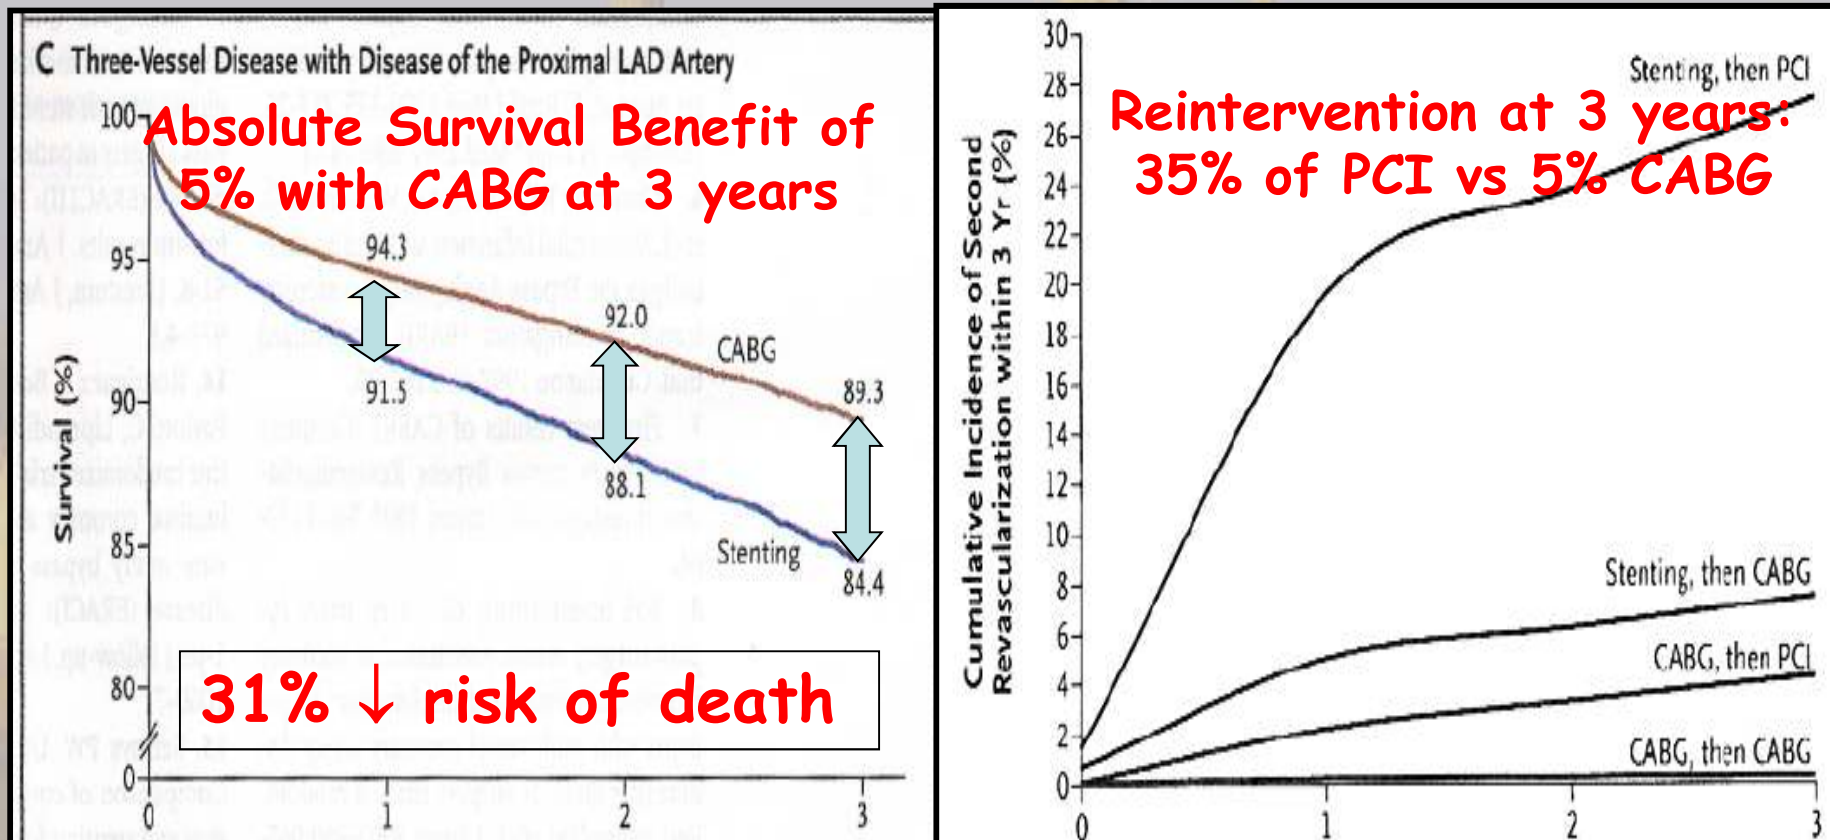 C Three-Vessel Disease with Disease of the Proximal LAD Artery
Absolute Survival Benefit of
5% with CABG at 3 years
Survival (%)
100
95
90
85
80
0
94.3
92.0
89.3
CABG
91.5
88.1
84.4
Stenting
31% ↓ risk of death
0 1 2 3
Reintervention at 3 years:
35% of PCI vs 5% CABG
Cumulative Incidence of Second
Revascularization within 3 Yr (%)
30
28
26
24
22
20
18
16
14
12
10
8
6
4
2
0
Stenting, then PCI
Stenting, then CABG
CABG, then PCI
CABG, then CABG
0 1 2 3